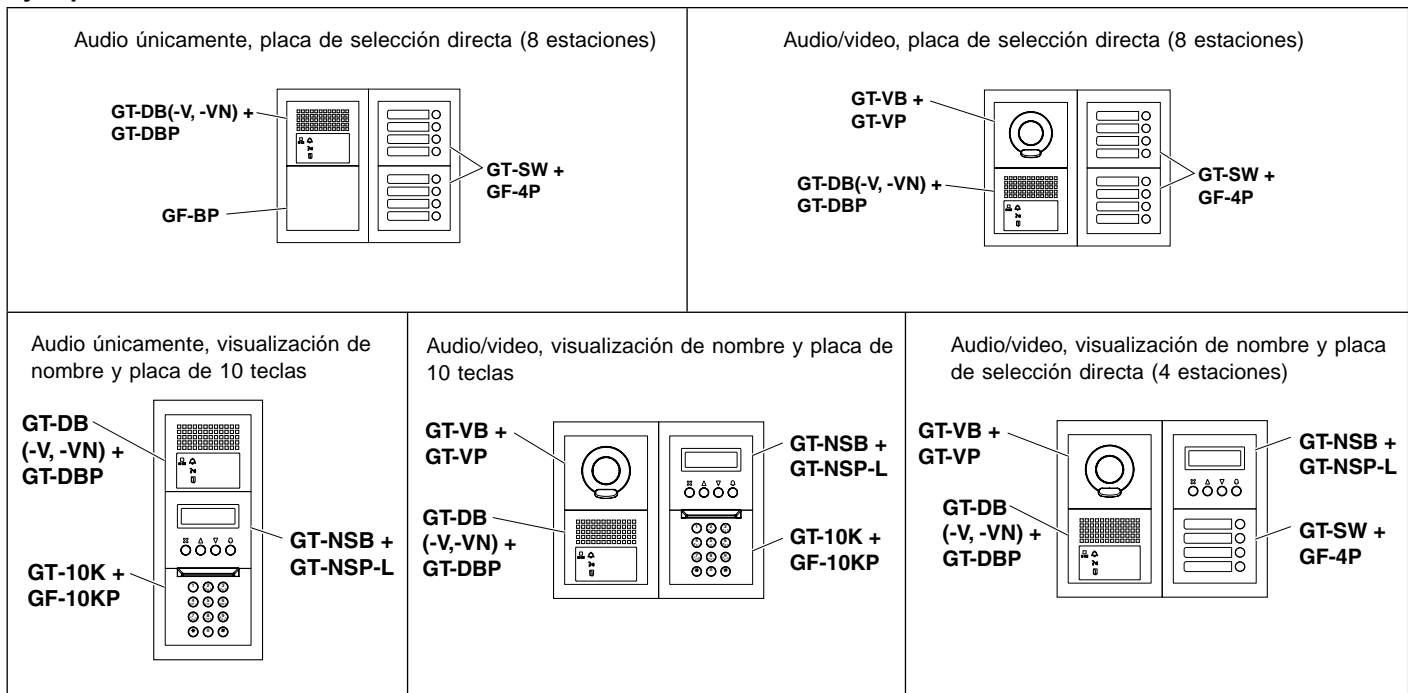 Audio únicamente, placa de selección directa (8 estaciones)
GT-DB(-V, -VN) +
GT-DBP
GF-BP
GT-SW +
GF-4P
Audio/video, placa de selección directa (8 estaciones)
GT-VB +
GT-VP
GT-DB(-V, -VN) +
GT-DBP
GT-SW +
GF-4P
Audio únicamente, visualización de
nombre y placa de 10 teclas
GT-DB
(-V, -VN) +
GT-DBP
GT-NSB +
GT-NSP-L
GT-10K +
GF-10KP
Audio/video, visualización de nombre y placa de
10 teclas
GT-VB +
GT-VP
GT-DB
(-V,-VN) +
GT-DBP
GT-NSB +
GT-NSP-L
GT-10K +
GF-10KP
Audio/video, visualización de nombre y placa
de selección directa (4 estaciones)
GT-VB +
GT-VP
GT-DB
(-V, -VN) +
GT-DBP
GT-NSB +
GT-NSP-L
GT-SW +
GF-4P